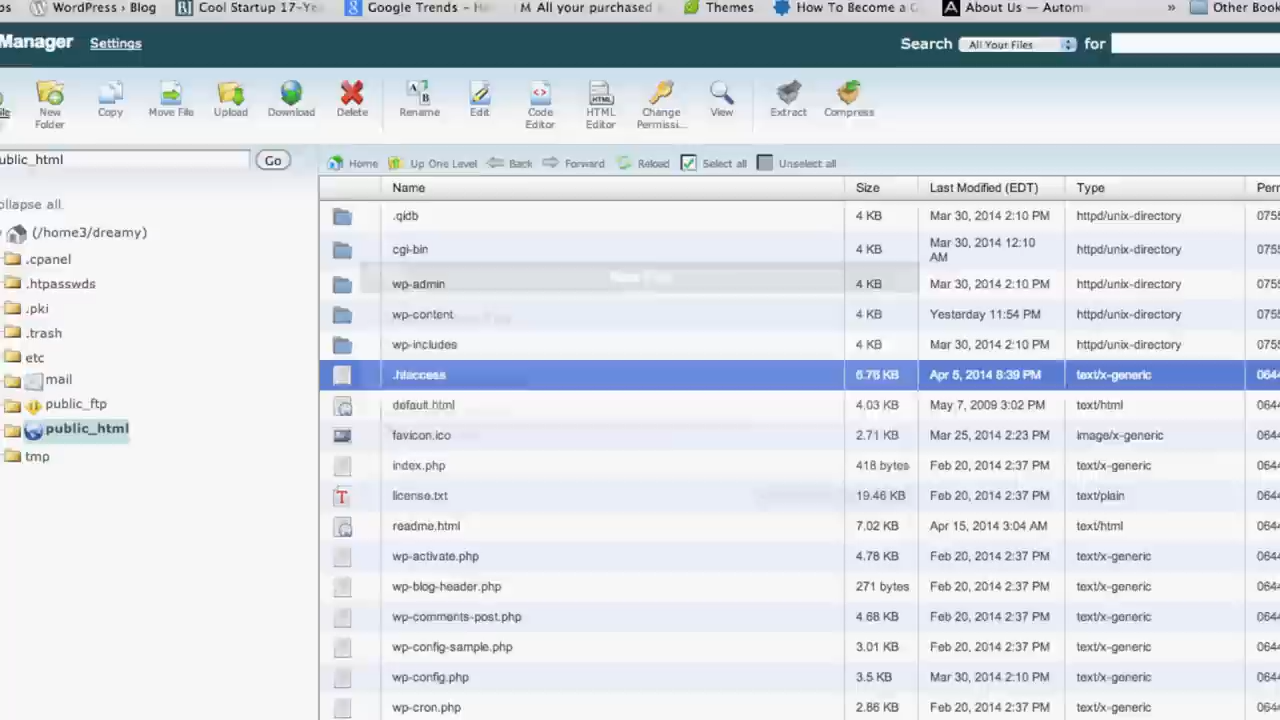 WordPress › Blog
Cool Startup 17-Ye
Google Trends - H
M All your purchased
Themes
How To Become a C
About Us — Autom
»
Other Book
Manager
Settings
Search
All Your Files
for
New Folder
Copy
Move File
Upload
Download
Delete
Rename
Edit
Code Editor
HTML Editor
Change Permissi...
View
Extract
Compress
ublic_html
Go
Home
Up One Level
Back
Forward
Reload
Select all
Unselect all
ollapse all
(/home3/dreamy)
.cpanel
.htpasswds
.pki
.trash
etc
mail
public_ftp
public_html
tmp
Name Size Last Modified (EDT) Type Perr
.qidb 4 KB Mar 30, 2014 2:10 PM httpd/unix-directory 0755
cgi-bin 4 KB Mar 30, 2014 12:10 AM httpd/unix-directory 0755
wp-admin 4 KB Mar 30, 2014 2:10 PM httpd/unix-directory 0755
wp-content 4 KB Yesterday 11:54 PM httpd/unix-directory 0755
wp-includes 4 KB Mar 30, 2014 2:10 PM httpd/unix-directory 0755
.htaccess 6.76 KB Apr 5, 2014 8:39 PM text/x-generic 0644
default.html 4.03 KB May 7, 2009 3:02 PM text/html 0644
favicon.ico 2.71 KB Mar 25, 2014 2:23 PM image/x-generic 0644
index.php 418 bytes Feb 20, 2014 2:37 PM text/x-generic 0644
license.txt 19.46 KB Feb 20, 2014 2:37 PM text/plain 0644
readme.html 7.02 KB Apr 15, 2014 3:04 AM text/html 0644
wp-activate.php 4.78 KB Feb 20, 2014 2:37 PM text/x-generic 0644
wp-blog-header.php 271 bytes Feb 20, 2014 2:37 PM text/x-generic 0644
wp-comments-post.php 4.68 KB Feb 20, 2014 2:37 PM text/x-generic 0644
wp-config-sample.php 3.01 KB Feb 20, 2014 2:37 PM text/x-generic 0644
wp-config.php 3.5 KB Mar 30, 2014 2:10 PM text/x-generic 0644
wp-cron.php 2.86 KB Feb 20, 2014 2:37 PM text/x-generic 0644